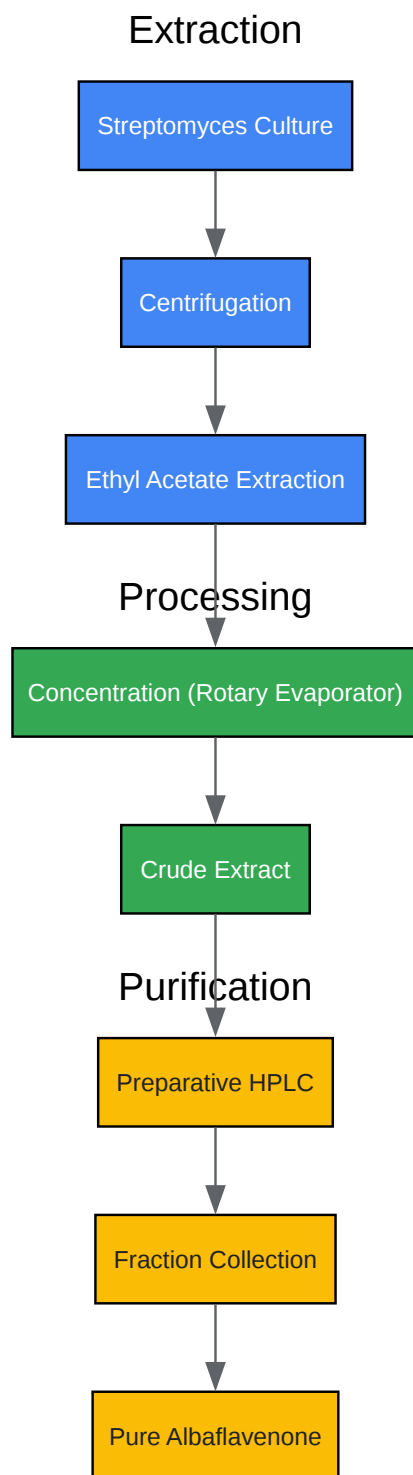 Extraction
Streptomyces Culture
Centrifugation
Ethyl Acetate Extraction
Processing
Concentration (Rotary Evaporator)
Crude Extract
Purification
Preparative HPLC
Fraction Collection
Pure Albaflavenone